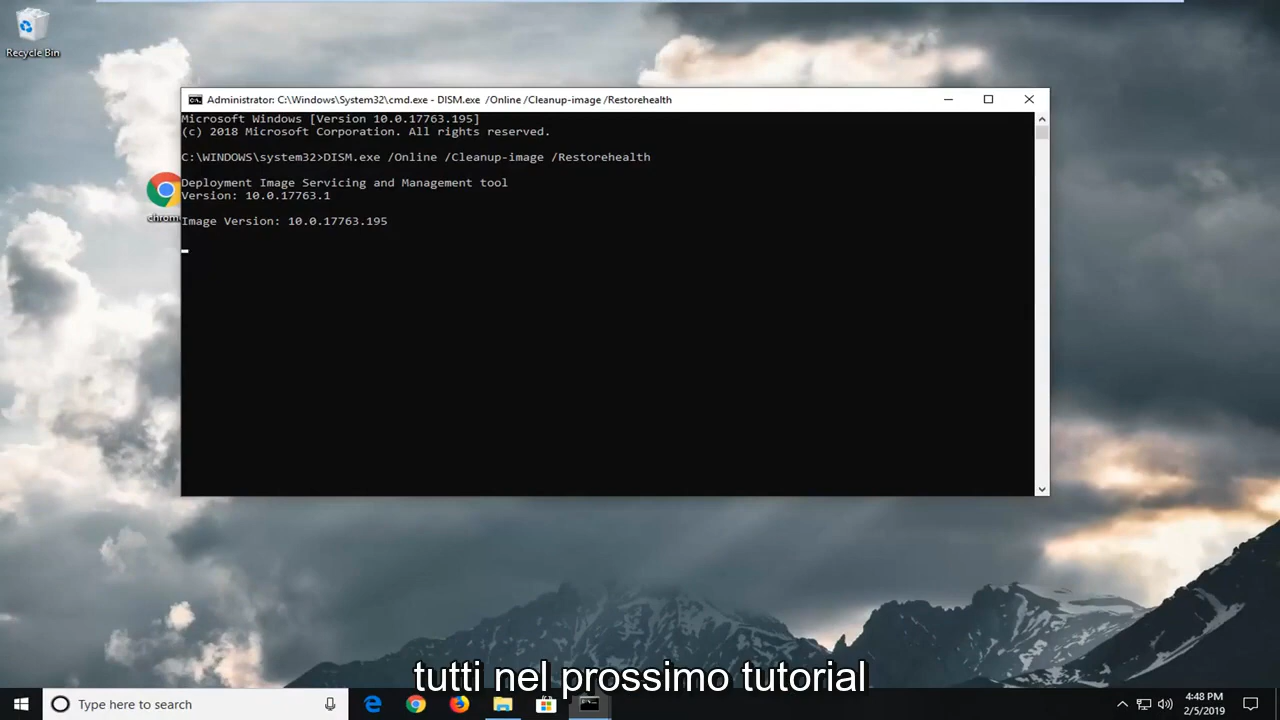 Recycle Bin
Administrator: C:\Windows\System32\cmd.exe - DISM.exe /Online /Cleanup-image /Restorehealth
Microsoft Windows [Version 10.0.17763.195]
(c) 2018 Microsoft Corporation. All rights reserved.
C:\WINDOWS\system32>DISM.exe /Online /Cleanup-image /Restorehealth
Deployment Image Servicing and Management tool
Version: 10.0.17763.1
Image Version: 10.0.17763.195
chrom
tutti nel prossimo tutorial
Type here to search
4:48 PM
2/5/2019